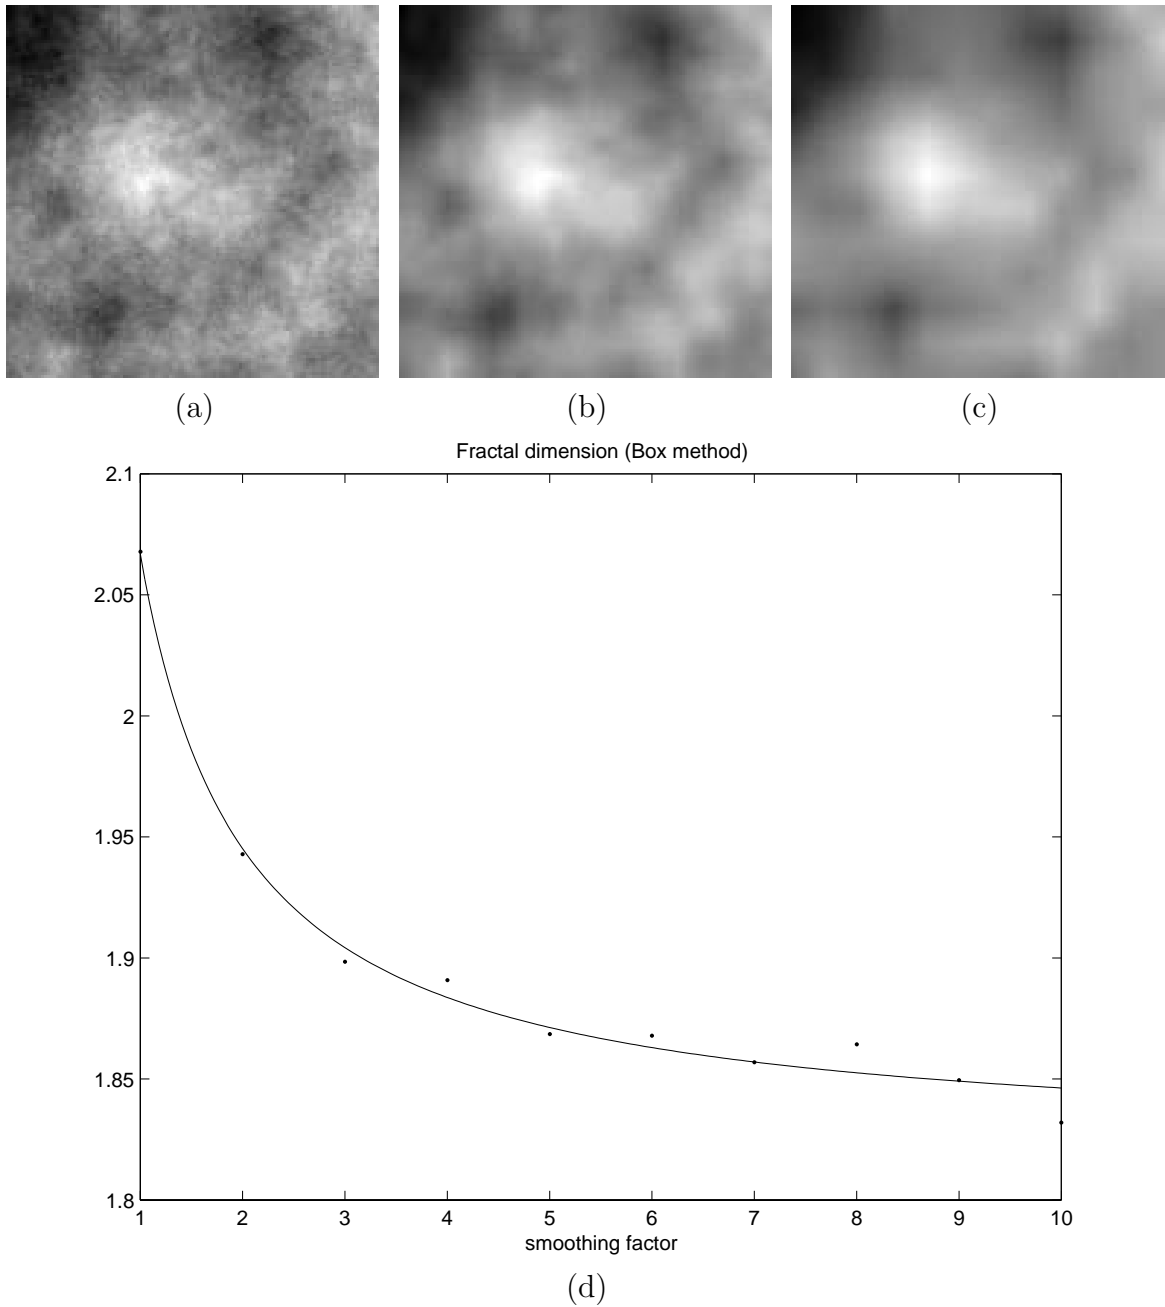 (a) (b) (c)
Fractal dimension (Box method)
2.1
2.05
2
1.95
1.9
1.85
1.8
1 2 3 4 5 6 7 8 9 10
smoothing factor
(d)